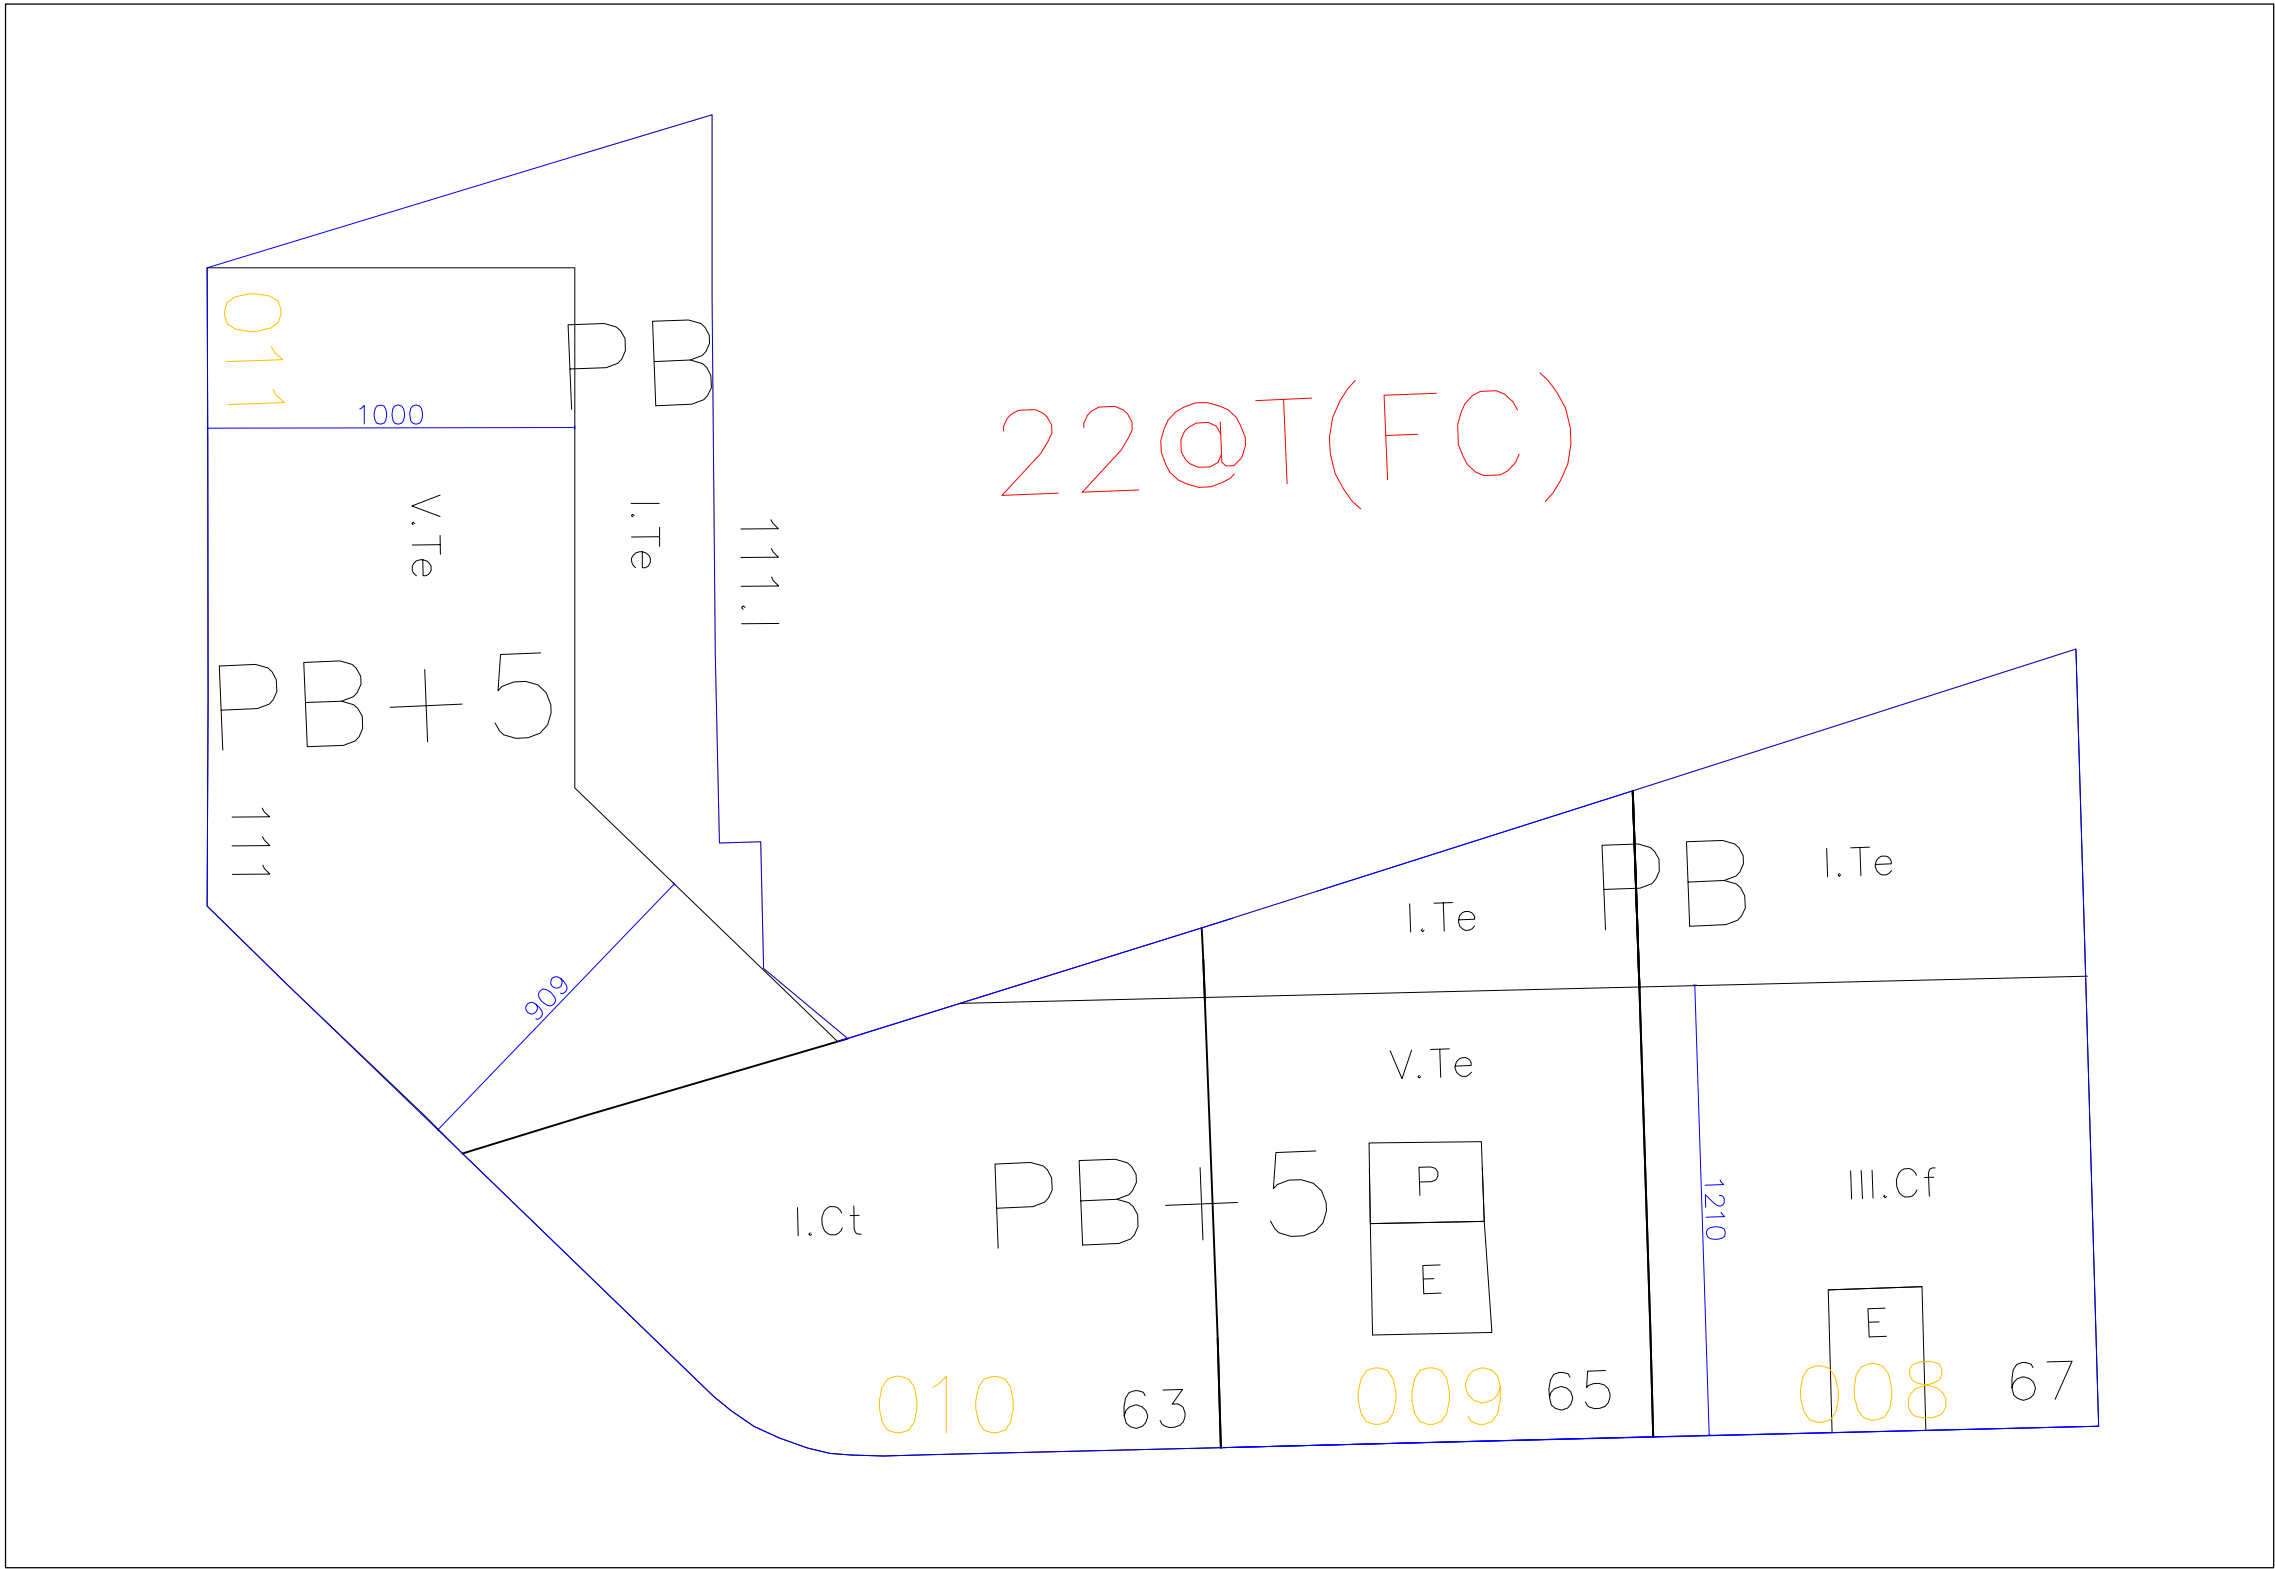 011
1000
PB
22@T(FC)
V.Te
I.Te
111.I
PB+5
111
909
PB
I.Te
I.Te
V.Te
P
E
1210
III.Cf
I.Ct
PB+5
E
010
63
009
65
008
67